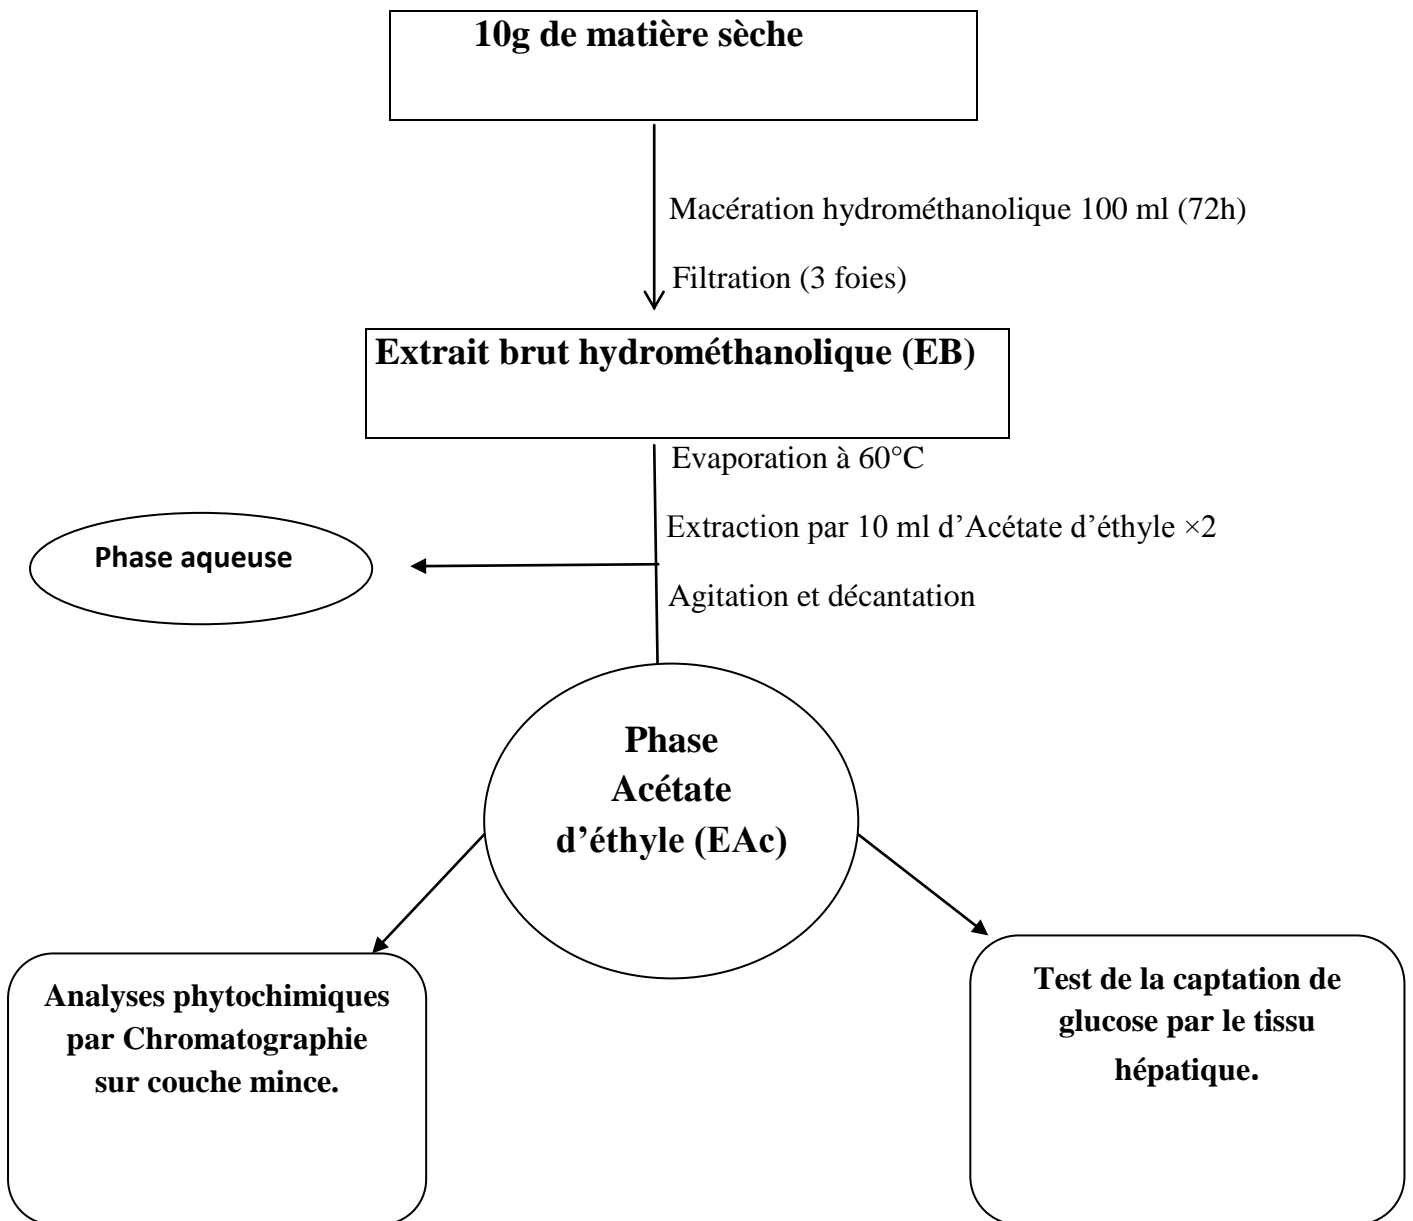 10g de matière sèche
Macération hydrométhanolique 100 ml (72h)
Filtration (3 foies)
Extrait brut hydrométhanolique (EB)
Evaporation à 60°C
Extraction par 10 ml d’Acétate d’éthyle ×2
Phase aqueuse
Agitation et décantation
Phase
Acétate
d’éthyle (EAc)
Analyses phytochimiques
par Chromatographie
sur couche mince.
Test de la captation de
glucose par le tissu
hépatique.